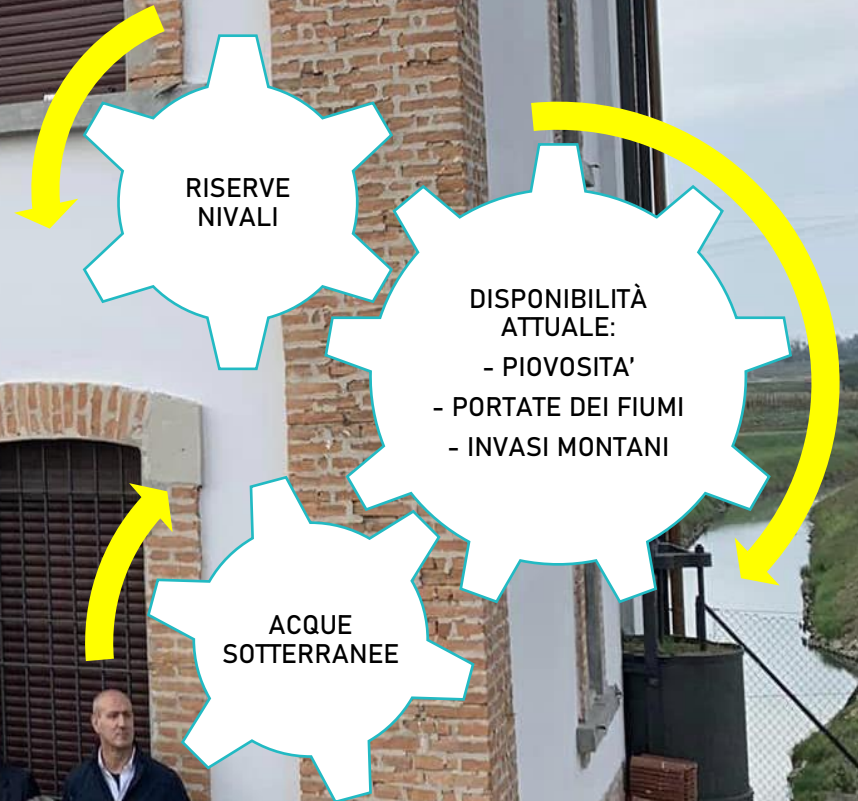 RISERVE
NIVALI
DISPONIBILITÀ
ATTUALE:
- PIOVOSITA'
- PORTATE DEI FIUMI
- INVASI MONTANI
ACQUE
SOTTERRANEE